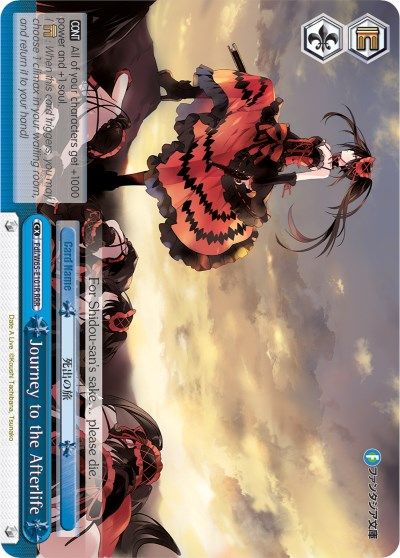 ファンタジア文庫
For Shidou-san's sake... please die.
【CONT】 All of your characters get +1000
power and +1 soul.
( : When this card triggers, you may
choose 1 climax in your waiting room,
and return it to your hand)
Card Name
死出の旅
CX
RRR
Journey to the Afterlife
Date A Live ©Koushi Tachibana, Tsunako